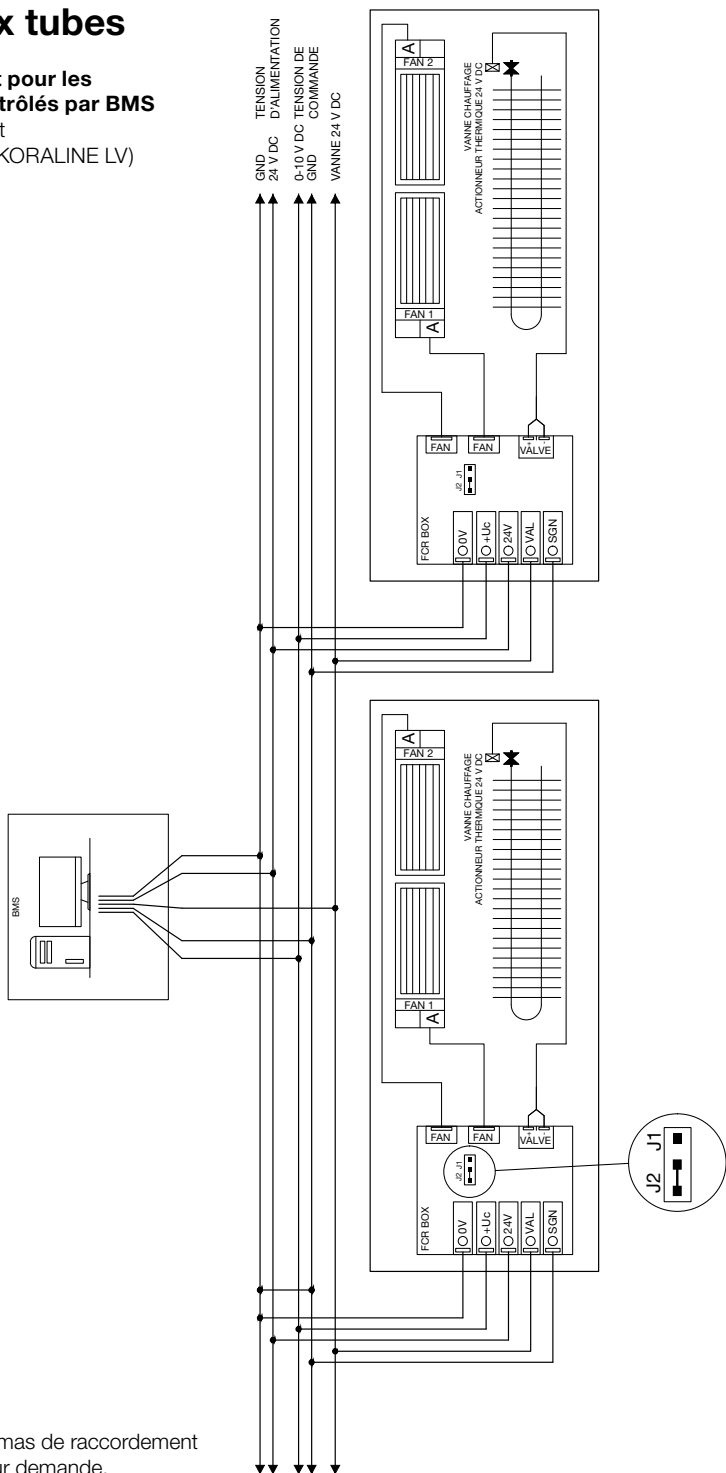 x tubes
t pour les
trôlés par BMS
t
KORALINE LV)
GND TENSION
24 V DC D'ALIMENTATION
0-10 V DC TENSION DE
GND COMMANDE
VANNE 24 V DC
A
FAN 2
FAN 1
A
VANNE CHAUFFAGE
ACTIONNEUR THERMIQUE 24 V DC
FAN
FAN
+ -
VALVE
J2 J1
FCR BOX
0V
+Uc
24V
VAL
SGN
BMS
A
FAN 2
FAN 1
A
VANNE CHAUFFAGE
ACTIONNEUR THERMIQUE 24 V DC
FAN
FAN
+ -
VALVE
J2 J1
FCR BOX
0V
+Uc
24V
VAL
SGN
J2 J1
mas de raccordement
ur demande.